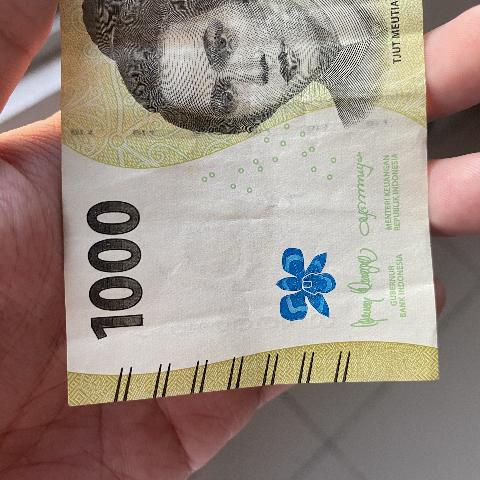 TJUT MEUTIA
1000
MENTERI KEUANGAN
REPUBLIK INDONESIA
GUBERNUR
BANK INDONESIA